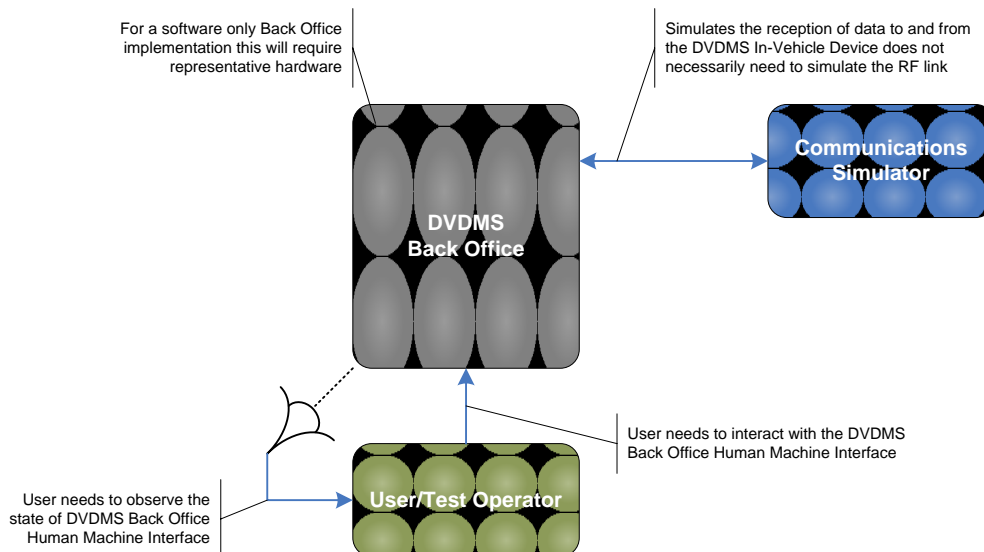 For a software only Back Office
implementation this will require
representative hardware
Simulates the reception of data to and from
the DVDMS In-Vehicle Device does not
necessarily need to simulate the RF link
Communications
Simulator
DVDMS
Back Office
User needs to interact with the DVDMS
Back Office Human Machine Interface
User/Test Operator
User needs to observe the
state of DVDMS Back Office
Human Machine Interface